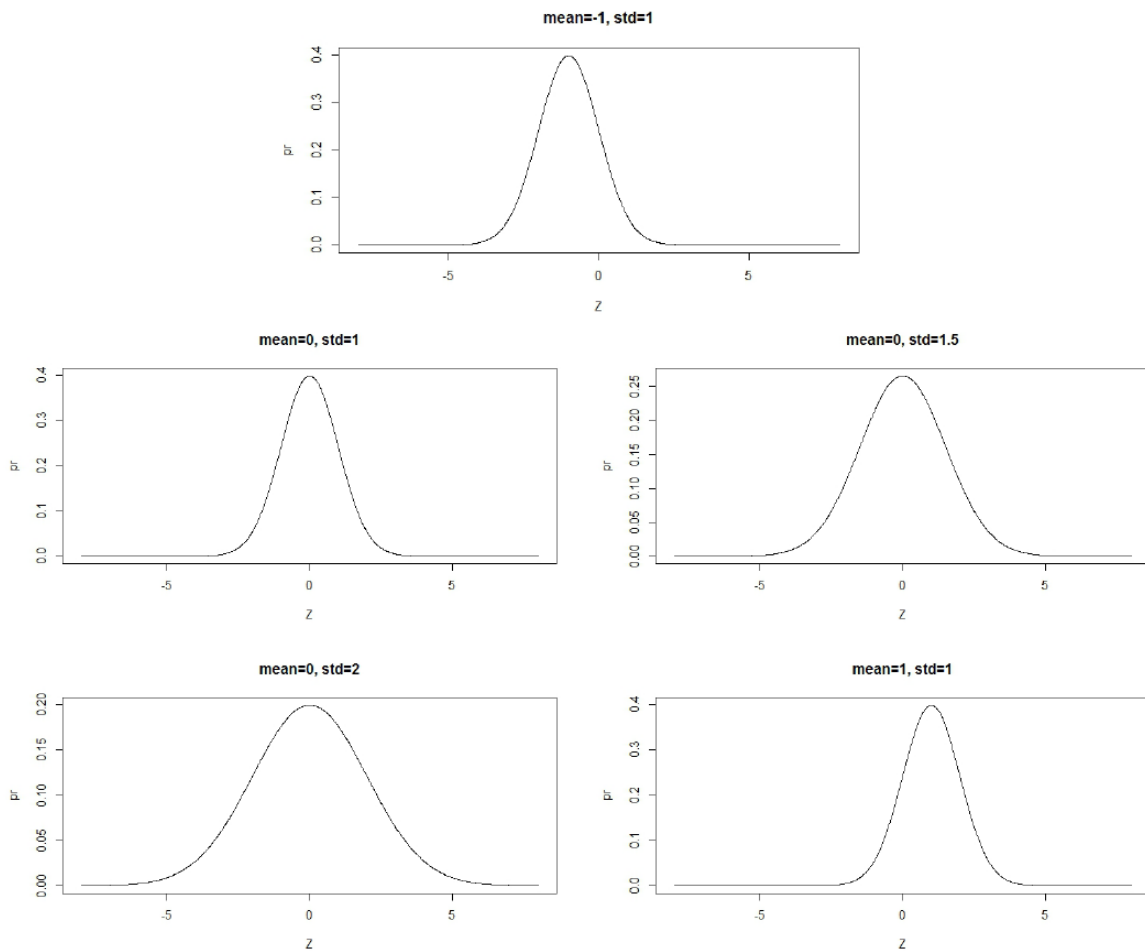 mean=-1, std=1
pr
0.0 0.1 0.2 0.3 0.4
-5 0 5
Z
mean=0, std=1
pr
0.0 0.1 0.2 0.3 0.4
-5 0 5
Z
mean=0, std=1.5
pr
0.00 0.05 0.10 0.15 0.20 0.25
-5 0 5
Z
mean=0, std=2
pr
0.00 0.05 0.10 0.15 0.20
-5 0 5
Z
mean=1, std=1
pr
0.0 0.1 0.2 0.3 0.4
-5 0 5
Z